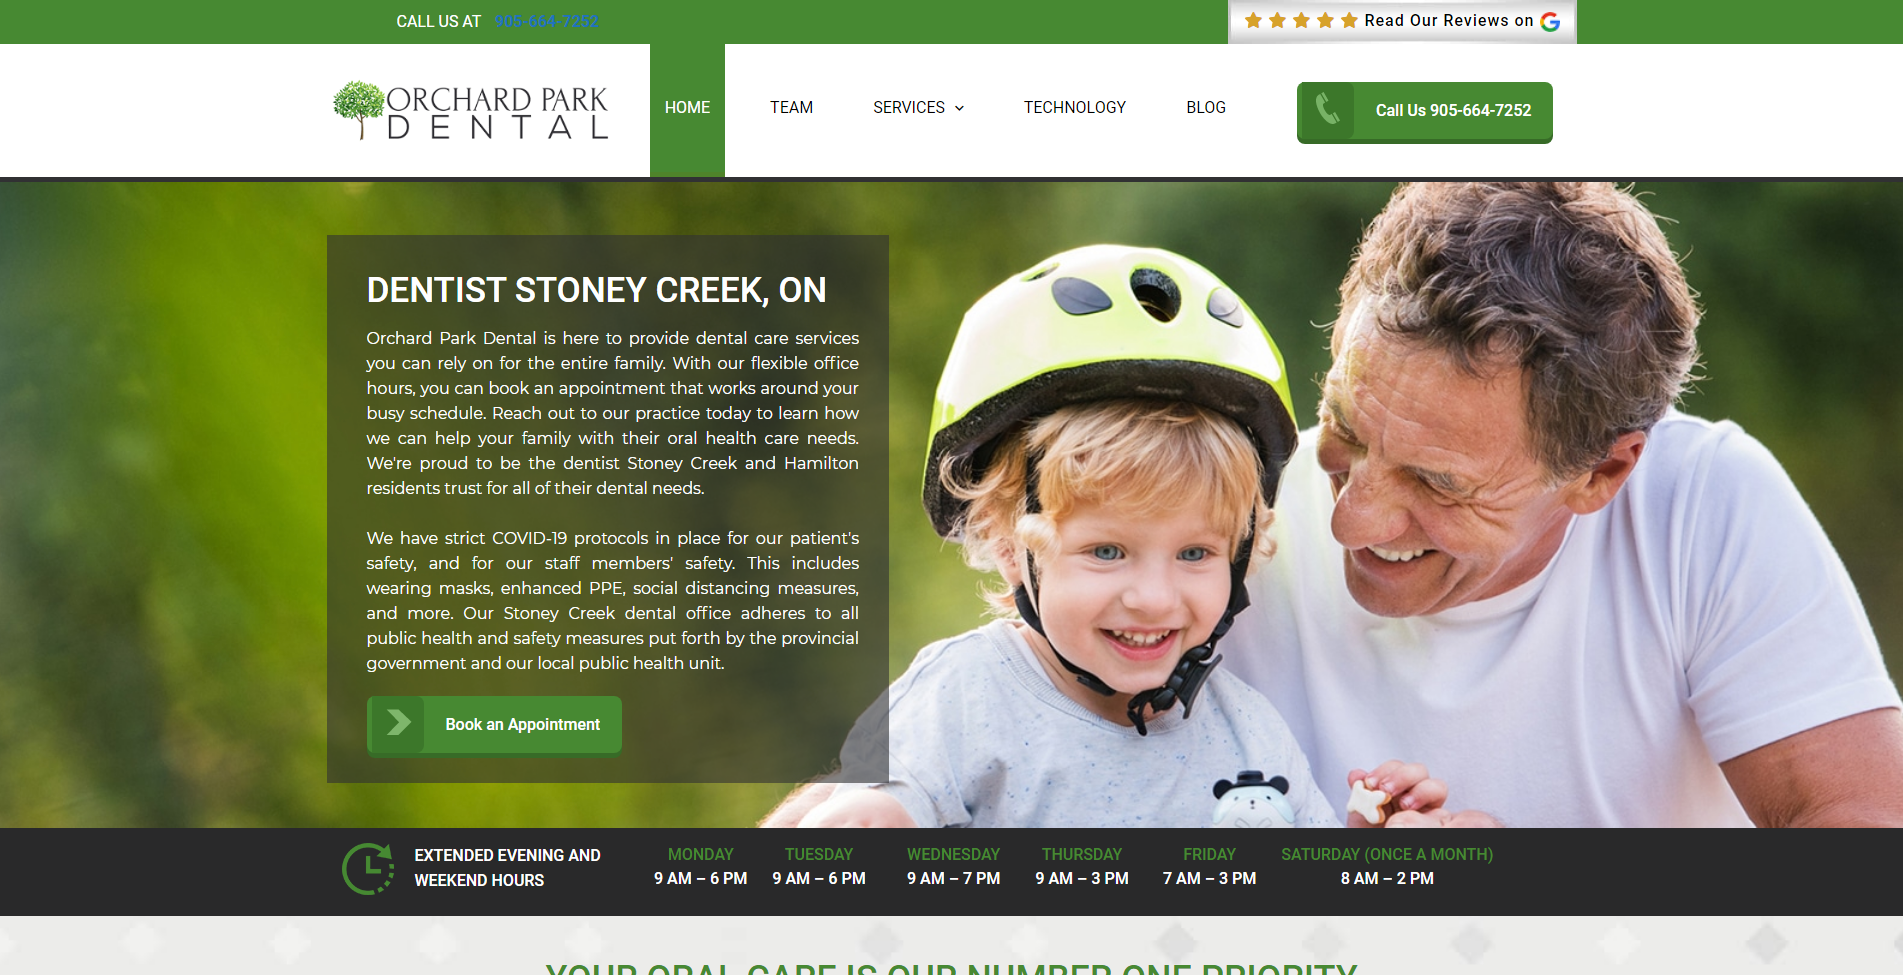 CALL US AT 905-664-7252
Read Our Reviews on
ORCHARD PARK
DENTAL
HOME
TEAM
SERVICES
TECHNOLOGY
BLOG
Call Us 905-664-7252
DENTIST STONEY CREEK, ON
Orchard Park Dental is here to provide dental care services
you can rely on for the entire family. With our flexible office
hours, you can book an appointment that works around your
busy schedule. Reach out to our practice today to learn how
we can help your family with their oral health care needs.
We're proud to be the dentist Stoney Creek and Hamilton
residents trust for all of their dental needs.
We have strict COVID-19 protocols in place for our patient's
safety, and for our staff members' safety. This includes
wearing masks, enhanced PPE, social distancing measures,
and more. Our Stoney Creek dental office adheres to all
public health and safety measures put forth by the provincial
government and our local public health unit.
Book an Appointment
EXTENDED EVENING AND
WEEKEND HOURS
MONDAY
9 AM – 6 PM
TUESDAY
9 AM – 6 PM
WEDNESDAY
9 AM – 7 PM
THURSDAY
9 AM – 3 PM
FRIDAY
7 AM – 3 PM
SATURDAY (ONCE A MONTH)
8 AM – 2 PM
YOUR ORAL CARE IS OUR NUMBER ONE PRIORITY